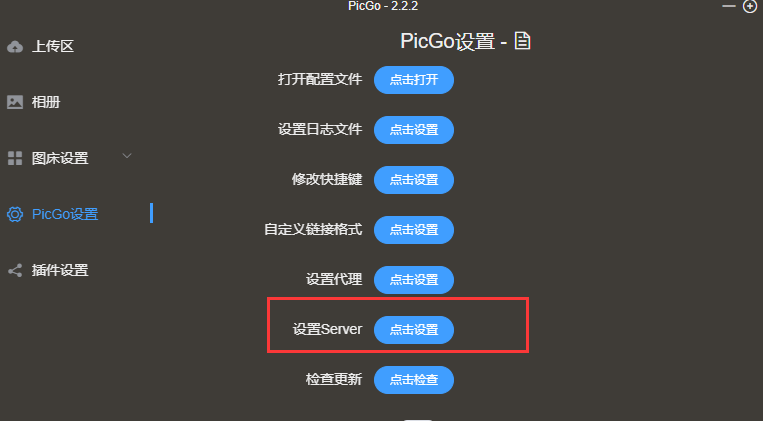 PicGo - 2.2.2
上传区
相册
图床设置
PicGo设置
插件设置
PicGo设置 -
打开配置文件 点击打开
设置日志文件 点击设置
修改快捷键 点击设置
自定义链接格式 点击设置
设置代理 点击设置
设置Server 点击设置
检查更新 点击检查